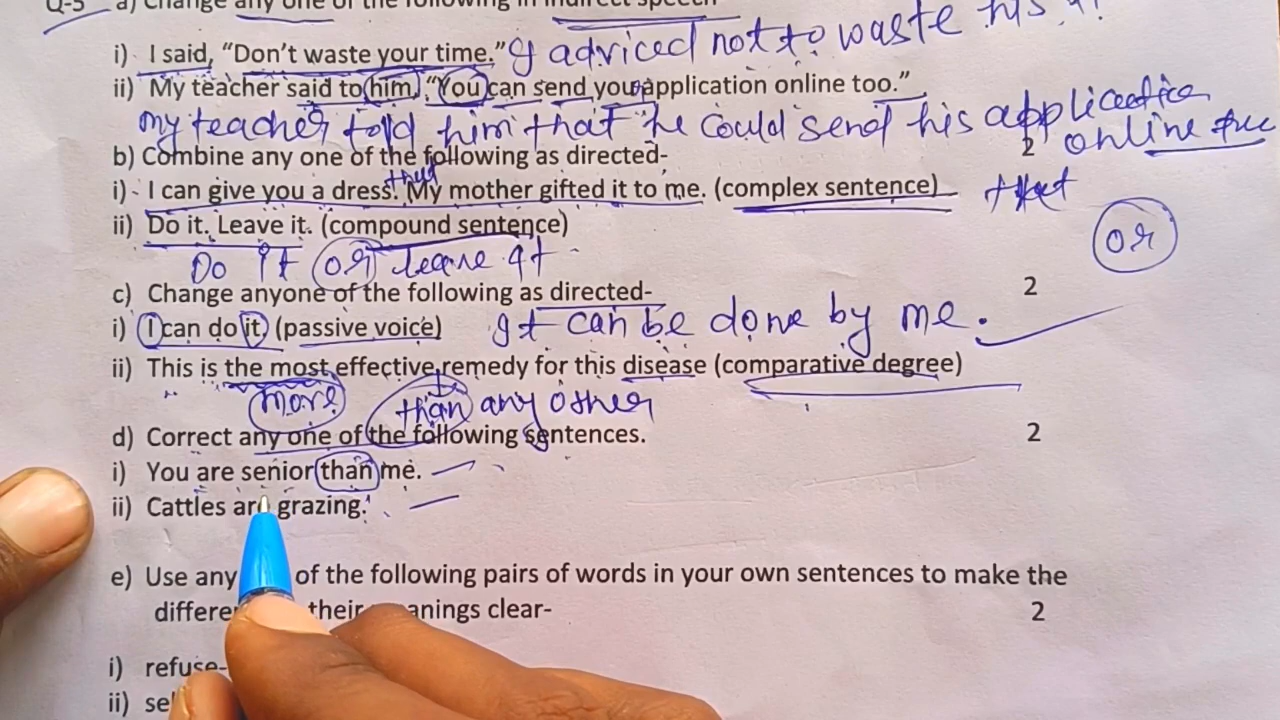 Q-5 a) Change any one of the following in indirect speech
i) I said, "Don't waste your time." I adviced not to waste his
ii) My teacher said to him, "You can send your application online too."
my teacher told him that he could send his application
online too
2
b) Combine any one of the following as directed-
that
i) I can give you a dress. My mother gifted it to me. (complex sentence) that
ii) Do it. Leave it. (compound sentence)
or
Do it or leave it
c) Change anyone of the following as directed- 2
i) I can do it (passive voice) It can be done by me.
ii) This is the most effective remedy for this disease (comparative degree)
more than any other
d) Correct any one of the following sentences. 2
i) You are senior than me.
ii) Cattles are grazing.
e) Use any of the following pairs of words in your own sentences to make the
their meanings clear- 2
i) refuse-
ii)